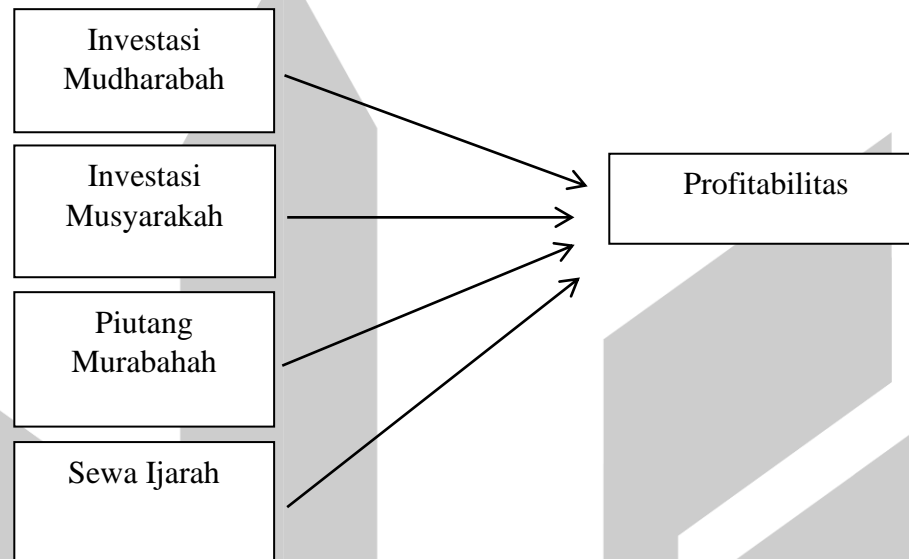 Investasi
Mudharabah
Investasi
Musyarakah
Piutang
Murabahah
Sewa Ijarah
Profitabilitas